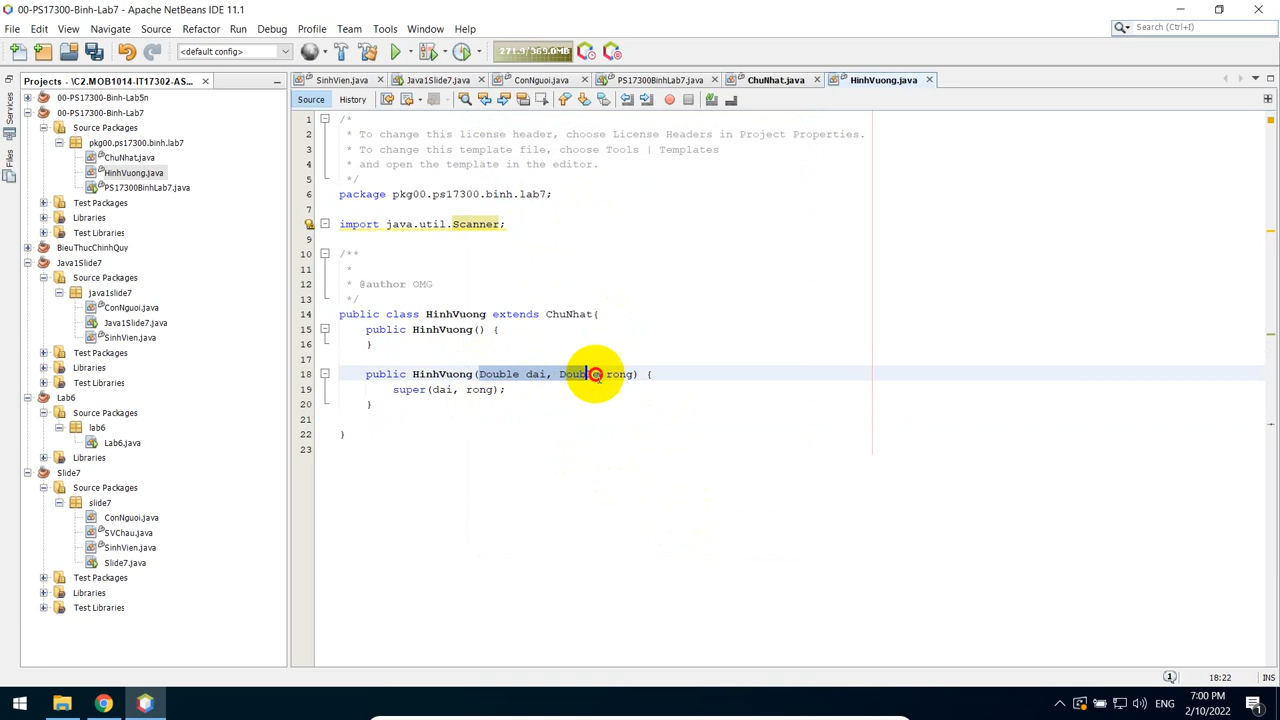 00-PS17300-Binh-Lab7 - Apache NetBeans IDE 11.1
File Edit View Navigate Source Refactor Run Debug Profile Team Tools Window Help
Search (Ctrl+I)
<default config>
271.9/369.0MB
Projects - \C2.MOB1014-IT17302-AS...
SinhVien.java
Java1Slide7.java
ConNguoi.java
PS17300BinhLab7.java
ChuNhat.java
HinhVuong.java
Services
Files
Source
History
00-PS17300-Binh-Lab5n
00-PS17300-Binh-Lab7
Source Packages
pkg00.ps17300.binh.lab7
ChuNhat.java
HinhVuong.java
PS17300BinhLab7.java
Test Packages
Libraries
Test Libraries
BieuThucChinhQuy
Java1Slide7
Source Packages
java1slide7
ConNguoi.java
Java1Slide7.java
SinhVien.java
Test Packages
Libraries
Test Libraries
Lab6
Source Packages
lab6
Lab6.java
Libraries
Slide7
Source Packages
slide7
ConNguoi.java
SVChau.java
SinhVien.java
Slide7.java
Test Packages
Libraries
Test Libraries
1 /*
2 * To change this license header, choose License Headers in Project Properties.
3 * To change this template file, choose Tools | Templates
4 * and open the template in the editor.
5 */
6 package pkg00.ps17300.binh.lab7;
7
8 import java.util.Scanner;
9
10 /**
11 *
12 * @author OMG
13 */
14 public class HinhVuong extends ChuNhat{
15 public HinhVuong() {
16 }
17
18 public HinhVuong(Double dai, Double rong) {
19 super(dai, rong);
20 }
21
22 }
23
1
18:22
INS
ENG
7:00 PM
2/10/2022
1